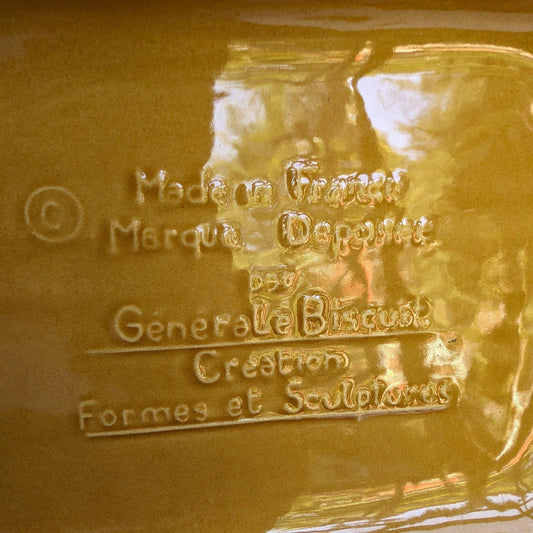 Made in France
© Marque Deposée
Générale Biscuit
Création
Formes et Sculptures